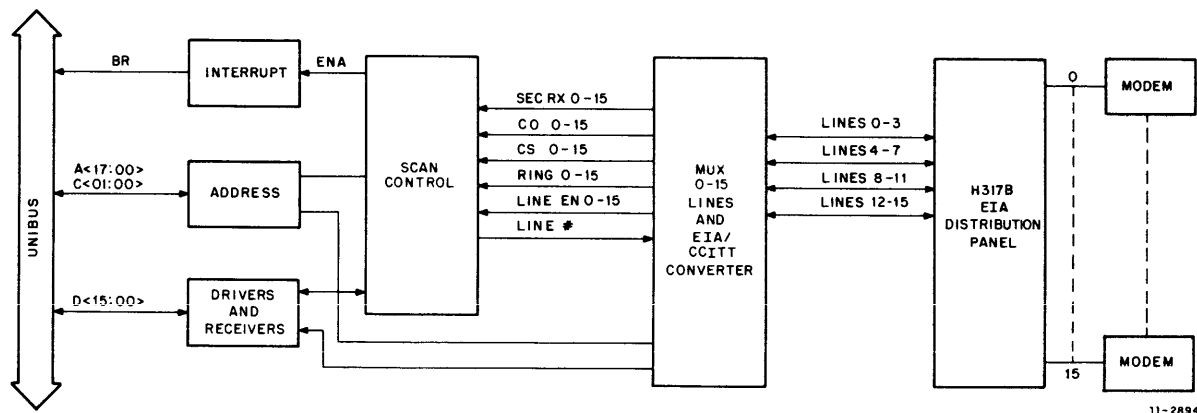 UNIBUS
BR
INTERRUPT
ENA
A<17:00>
C<01:00>
ADDRESS
D<15:00>
DRIVERS
AND
RECEIVERS
SCAN
CONTROL
SEC RX 0-15
CO 0-15
CS 0-15
RING 0-15
LINE EN 0-15
LINE #
MUX
0-15
LINES
AND
EIA/
CCITT
CONVERTER
LINES 0-3
LINES 4-7
LINES 8-11
LINES 12-15
H317B
EIA
DISTRIBUTION
PANEL
0
MODEM
15
MODEM
11-2894